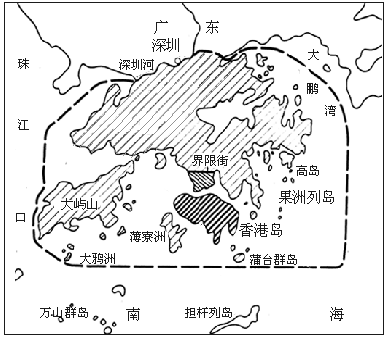 广东
深圳
深圳河
大鹏湾
珠江口
界限街
高岛
大屿山
果洲列岛
香港岛
薄寮洲
大鸦洲
蒲台群岛
万山群岛
南海
担杆列岛